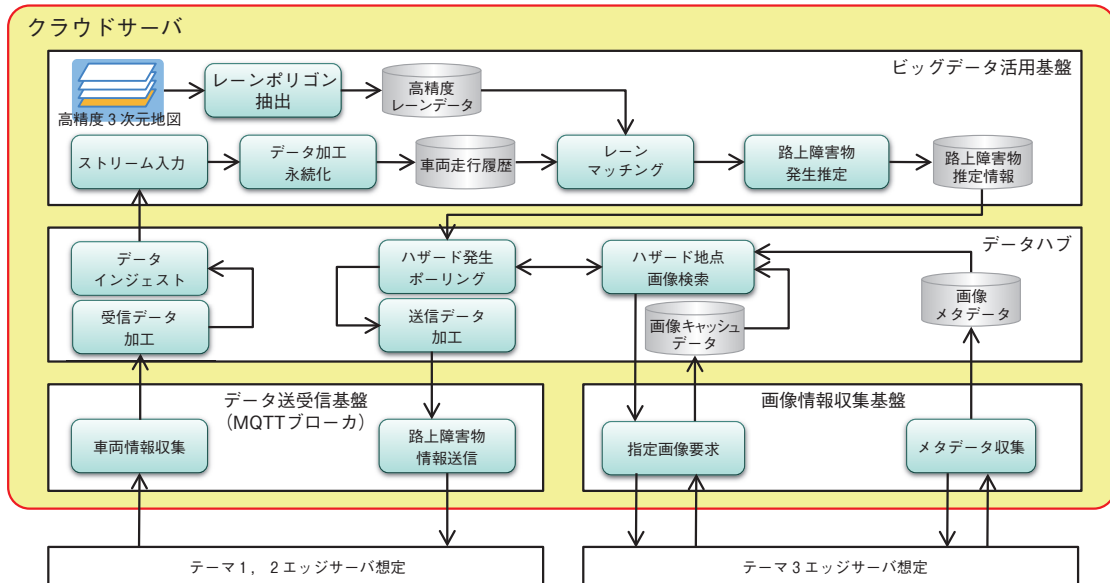 クラウドサーバ
ビッグデータ活用基盤
高精度3次元地図
レーンポリゴン
抽出
高精度
レーンデータ
ストリーム入力
データ加工
永続化
車両走行履歴
レーン
マッチング
路上障害物
発生推定
路上障害物
推定情報
データハブ
データ
インジェスト
受信データ
加工
ハザード発生
ポーリング
送信データ
加工
ハザード地点
画像検索
画像キャッシュ
データ
画像
メタデータ
データ送受信基盤
(MQTTブローカ)
車両情報収集
路上障害物
情報送信
画像情報収集基盤
指定画像要求
メタデータ収集
テーマ1,2エッジサーバ想定
テーマ3エッジサーバ想定